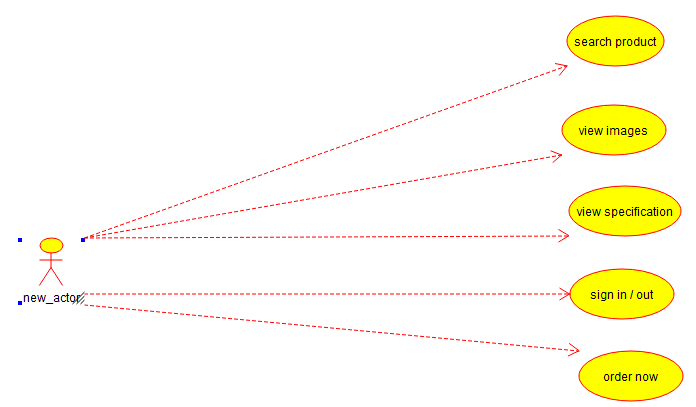 search product
view images
view specification
new_actor
sign in / out
order now